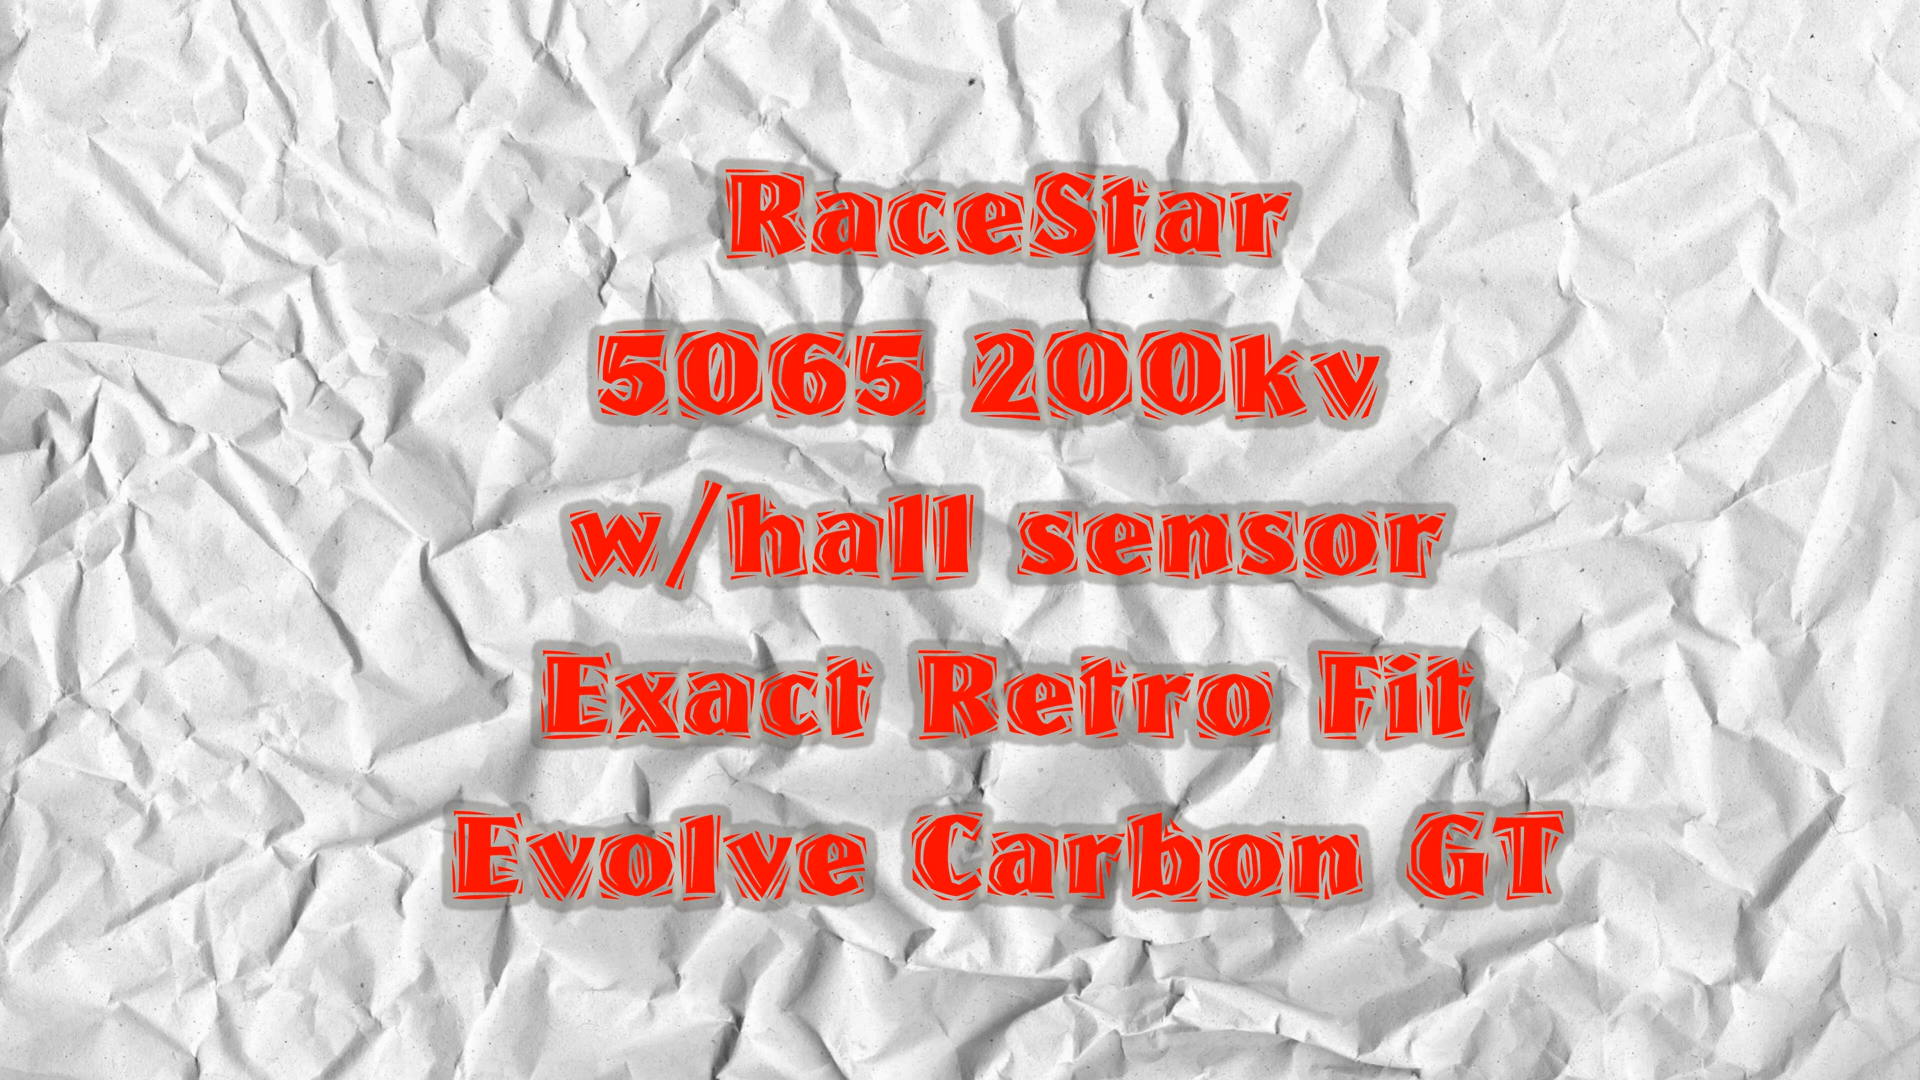 RaceStar
5065 200kv
w/hall sensor
Exact Retro Fit
Evolve Carbon GT